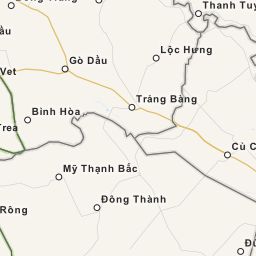 Thanh Tuy
Lộc Hưng
Gò Dầu
Vet
Trảng Bàng
Bình Hòa
Trea
Củ C
Mỹ Thạnh Bắc
Đông Thành
Rông